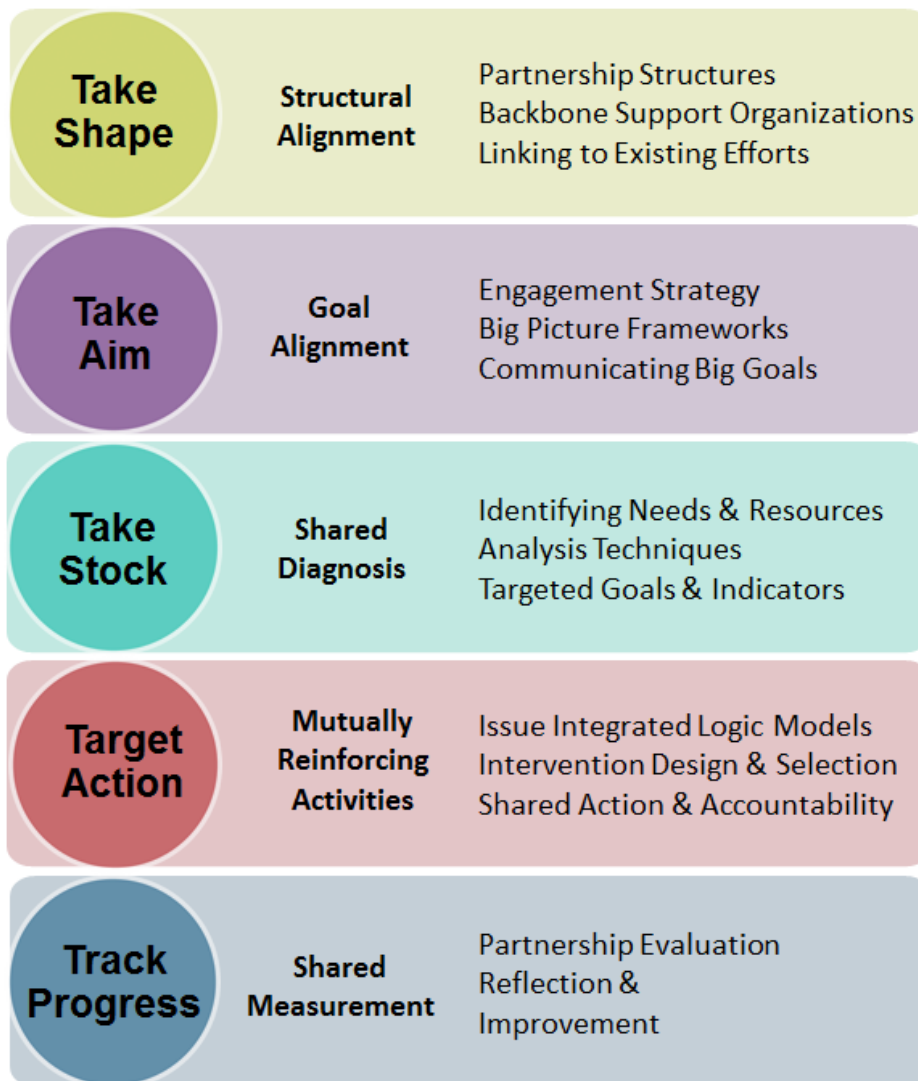 Take
Shape
Structural
Alignment
Partnership Structures
Backbone Support Organizations
Linking to Existing Efforts
Take
Aim
Goal
Alignment
Engagement Strategy
Big Picture Frameworks
Communicating Big Goals
Take
Stock
Shared
Diagnosis
Identifying Needs & Resources
Analysis Techniques
Targeted Goals & Indicators
Target
Action
Mutually
Reinforcing
Activities
Issue Integrated Logic Models
Intervention Design & Selection
Shared Action & Accountability
Track
Progress
Shared
Measurement
Partnership Evaluation
Reflection &
Improvement